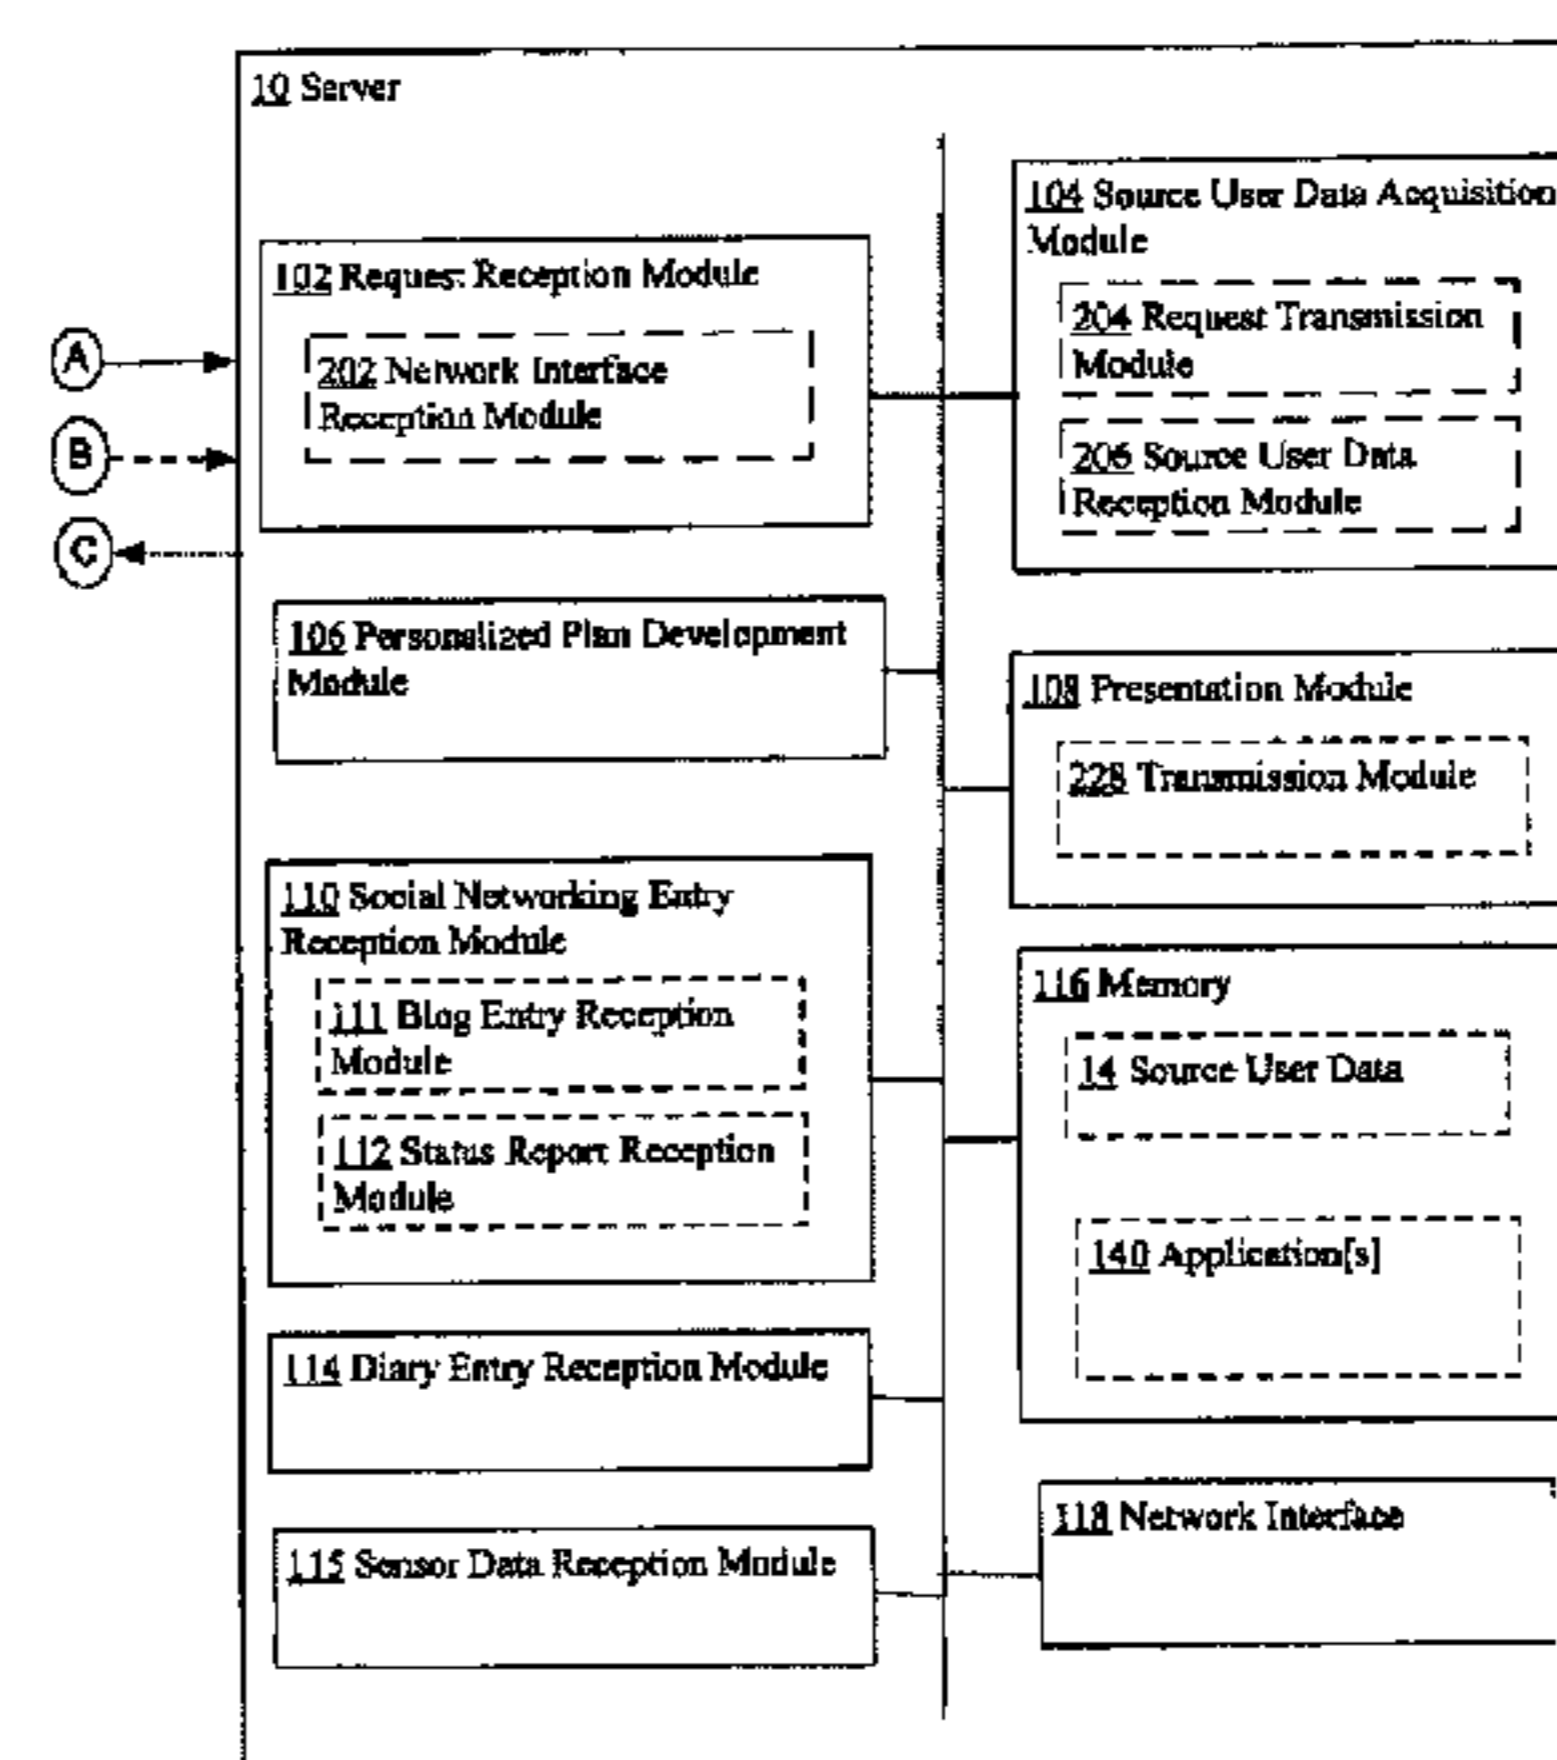 10 Server
102 Request Reception Module
202 Network Interface
Reception Module
A
B
C
106 Personalized Plan Development
Module
110 Social Networking Entry
Reception Module
111 Blog Entry Reception
Module
112 Status Report Reception
Module
114 Diary Entry Reception Module
115 Sensor Data Reception Module
104 Source User Data Acquisition
Module
204 Request Transmission
Module
206 Source User Data
Reception Module
108 Presentation Module
228 Transmission Module
116 Memory
14 Source User Data
140 Application[s]
118 Network Interface